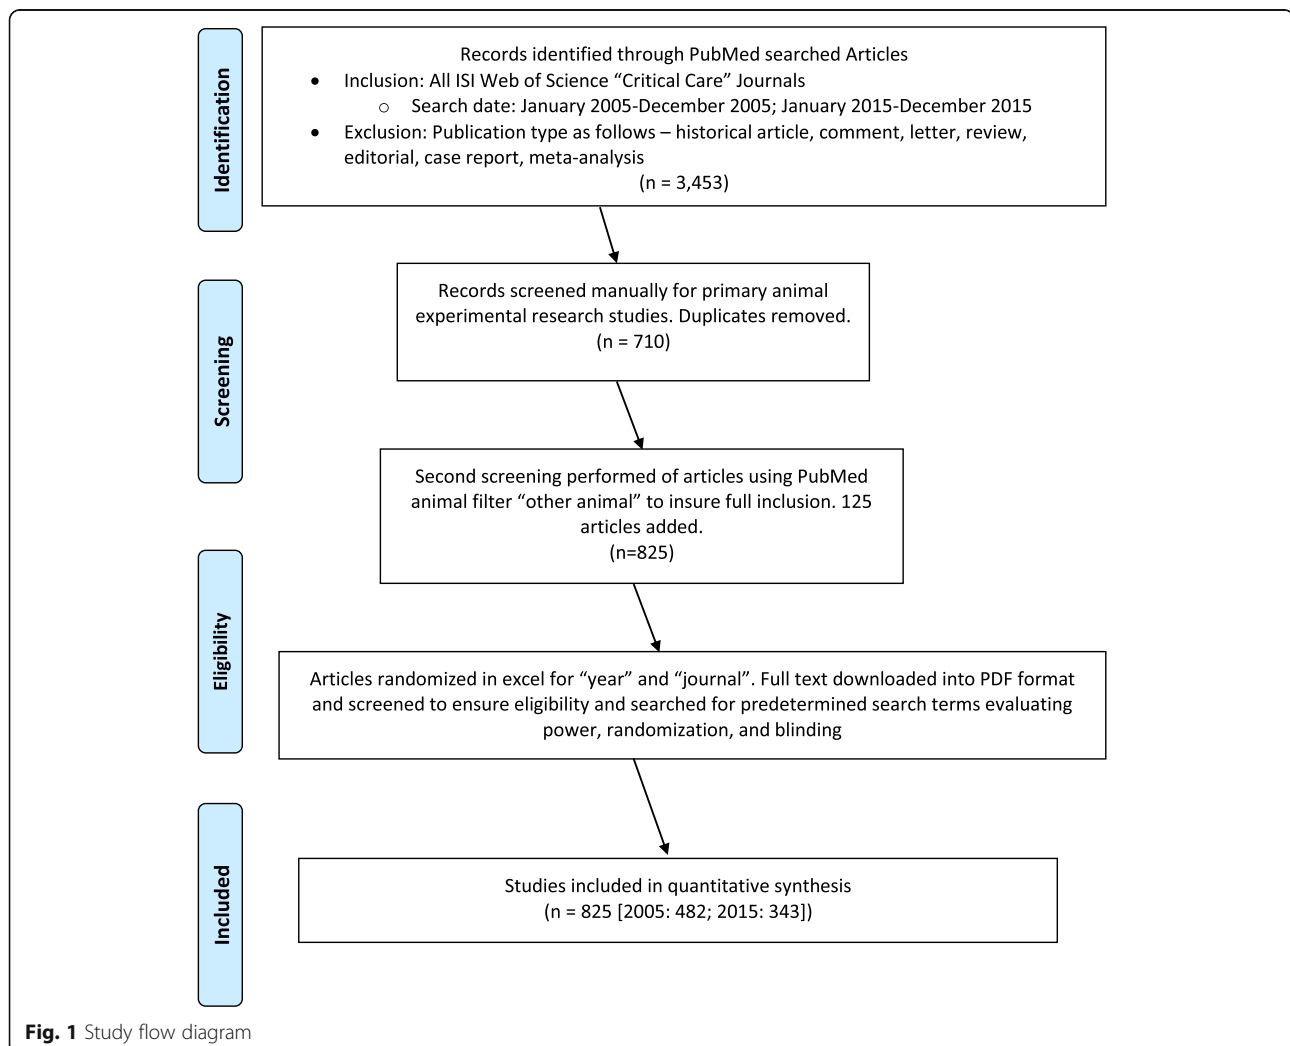 Identification
Records identified through PubMed searched Articles
• Inclusion: All ISI Web of Science “Critical Care” Journals
o Search date: January 2005-December 2005; January 2015-December 2015
• Exclusion: Publication type as follows – historical article, comment, letter, review,
editorial, case report, meta-analysis
(n = 3,453)
Screening
Records screened manually for primary animal
experimental research studies. Duplicates removed.
(n = 710)
Second screening performed of articles using PubMed
animal filter “other animal” to insure full inclusion. 125
articles added.
(n=825)
Eligibility
Articles randomized in excel for “year” and “journal”. Full text downloaded into PDF format
and screened to ensure eligibility and searched for predetermined search terms evaluating
power, randomization, and blinding
Included
Studies included in quantitative synthesis
(n = 825 [2005: 482; 2015: 343])
Fig. 1 Study flow diagram